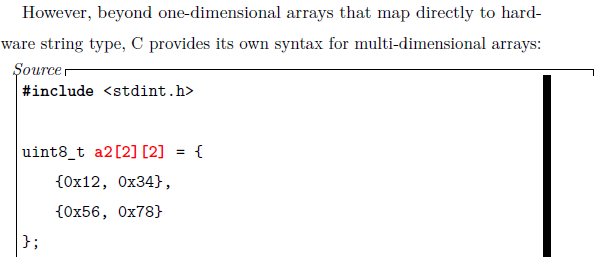 However, beyond one-dimensional arrays that map directly to hard-
ware string type, C provides its own syntax for multi-dimensional arrays:
Source
#include <stdint.h>
uint8_t a2[2][2] = {
{0x12, 0x34},
{0x56, 0x78}
};